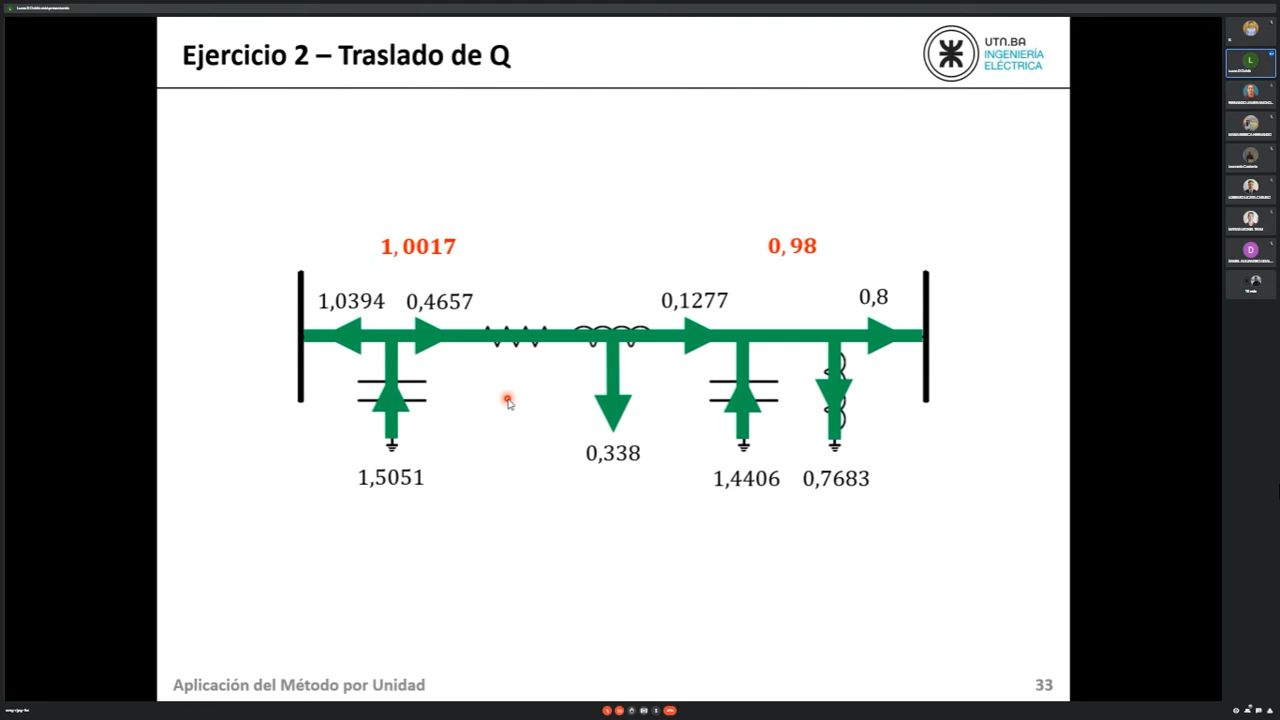 Ejercicio 2 – Traslado de Q
UTN.BA
INGENIERÍA
ELÉCTRICA
1,0017
0,98
1,0394
0,4657
0,1277
0,8
0,338
1,5051
1,4406
0,7683
Aplicación del Método por Unidad
33
L
D